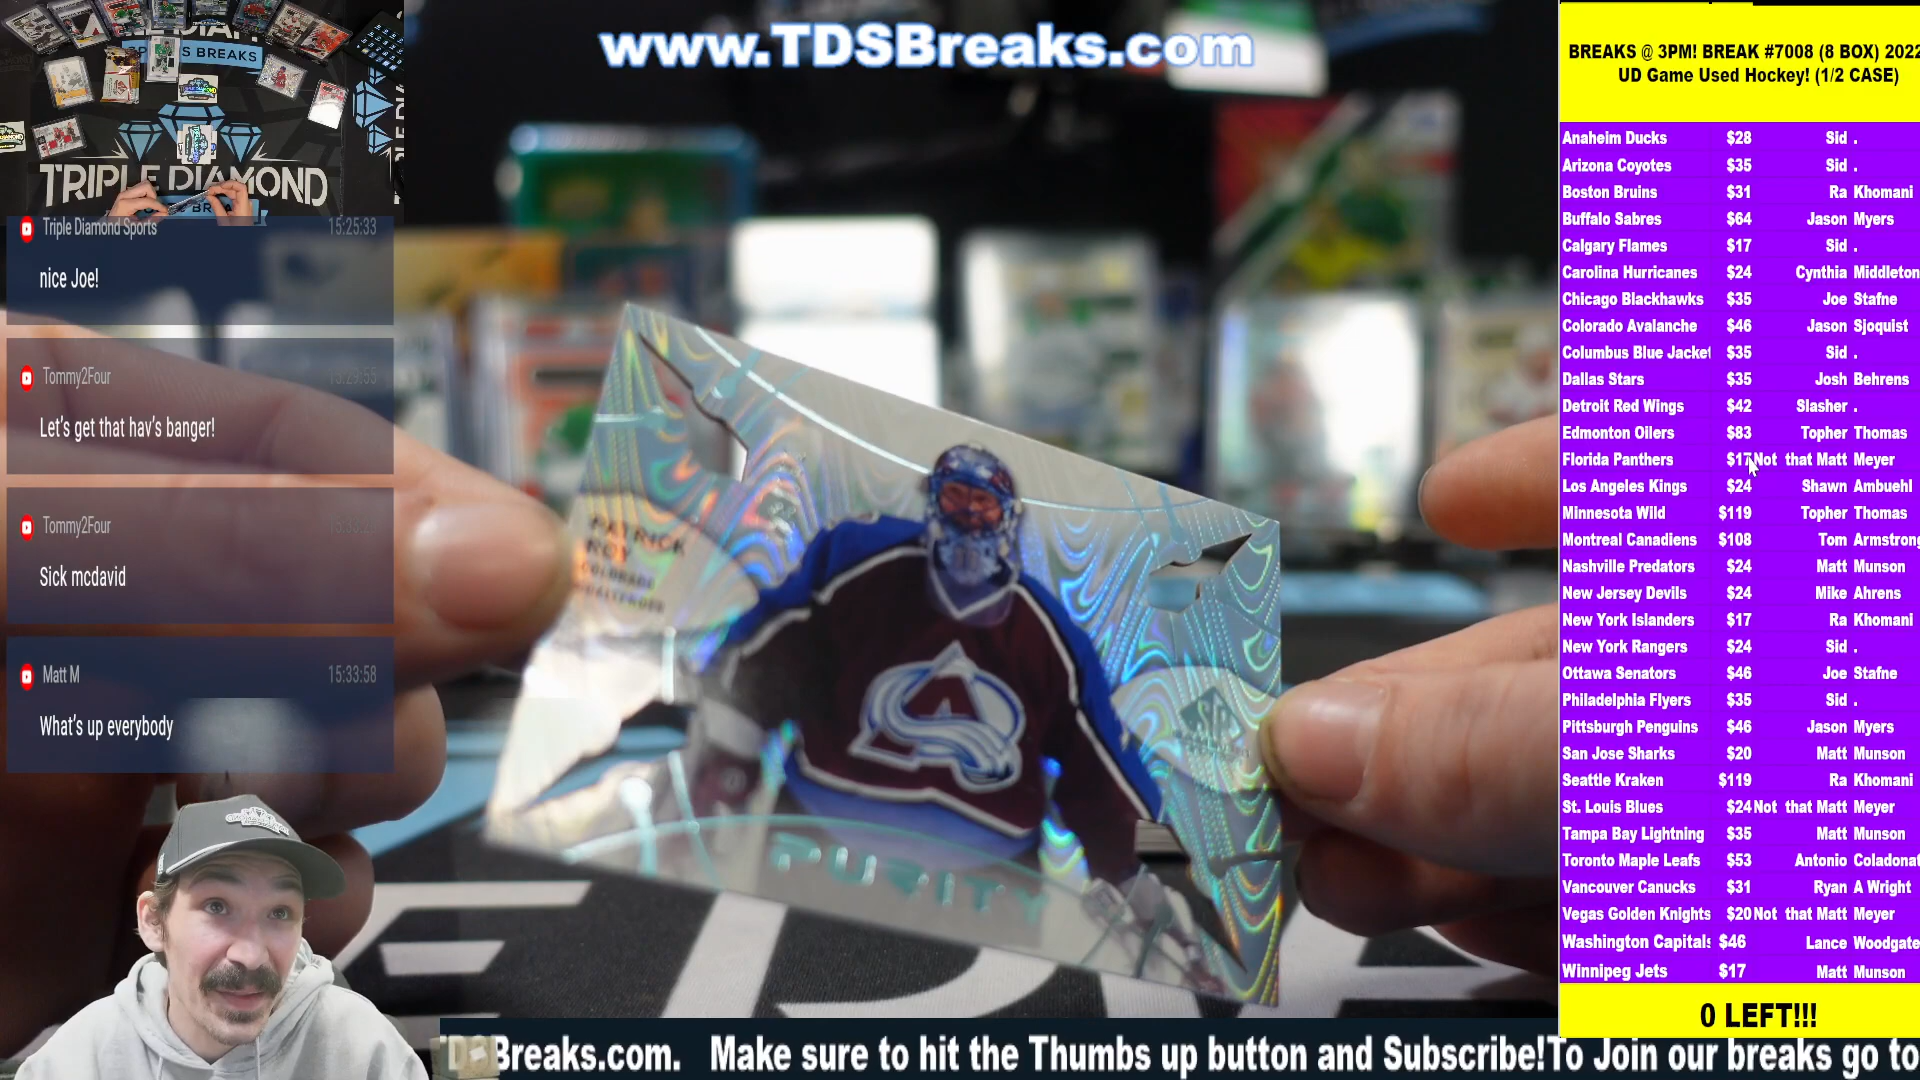 www.TDSBreaks.com
BREAKS
TRIPLE DIAMOND
Triple Diamond Sports 15:25:33
nice Joe!
Tommy2Four 15:29:55
Let's get that hav's banger!
Tommy2Four
Sick mcdavid
Matt M 15:33:58
What's up everybody
PATRICK
ROY
COLORADO
GOALTENDER
PURITY
BREAKS @ 3PM! BREAK #7008 (8 BOX) 2022
UD Game Used Hockey! (1/2 CASE)
Anaheim Ducks $28 Sid .
Arizona Coyotes $35 Sid .
Boston Bruins $31 Ra Khomani
Buffalo Sabres $64 Jason Myers
Calgary Flames $17 Sid .
Carolina Hurricanes $24 Cynthia Middleton
Chicago Blackhawks $35 Joe Stafne
Colorado Avalanche $46 Jason Sjoquist
Columbus Blue Jacket $35 Sid .
Dallas Stars $35 Josh Behrens
Detroit Red Wings $42 Slasher .
Edmonton Oilers $83 Topher Thomas
Florida Panthers $17 Not that Matt Meyer
Los Angeles Kings $24 Shawn Ambuehl
Minnesota Wild $119 Topher Thomas
Montreal Canadiens $108 Tom Armstrong
Nashville Predators $24 Matt Munson
New Jersey Devils $24 Mike Ahrens
New York Islanders $17 Ra Khomani
New York Rangers $24 Sid .
Ottawa Senators $46 Joe Stafne
Philadelphia Flyers $35 Sid .
Pittsburgh Penguins $46 Jason Myers
San Jose Sharks $20 Matt Munson
Seattle Kraken $119 Ra Khomani
St. Louis Blues $24 Not that Matt Meyer
Tampa Bay Lightning $35 Matt Munson
Toronto Maple Leafs $53 Antonio Coladonat
Vancouver Canucks $31 Ryan A Wright
Vegas Golden Knights $20 Not that Matt Meyer
Washington Capitals $46 Lance Woodgate
Winnipeg Jets $17 Matt Munson
0 LEFT!!!
TDSBreaks.com. Make sure to hit the Thumbs up button and Subscribe!To Join our breaks go to